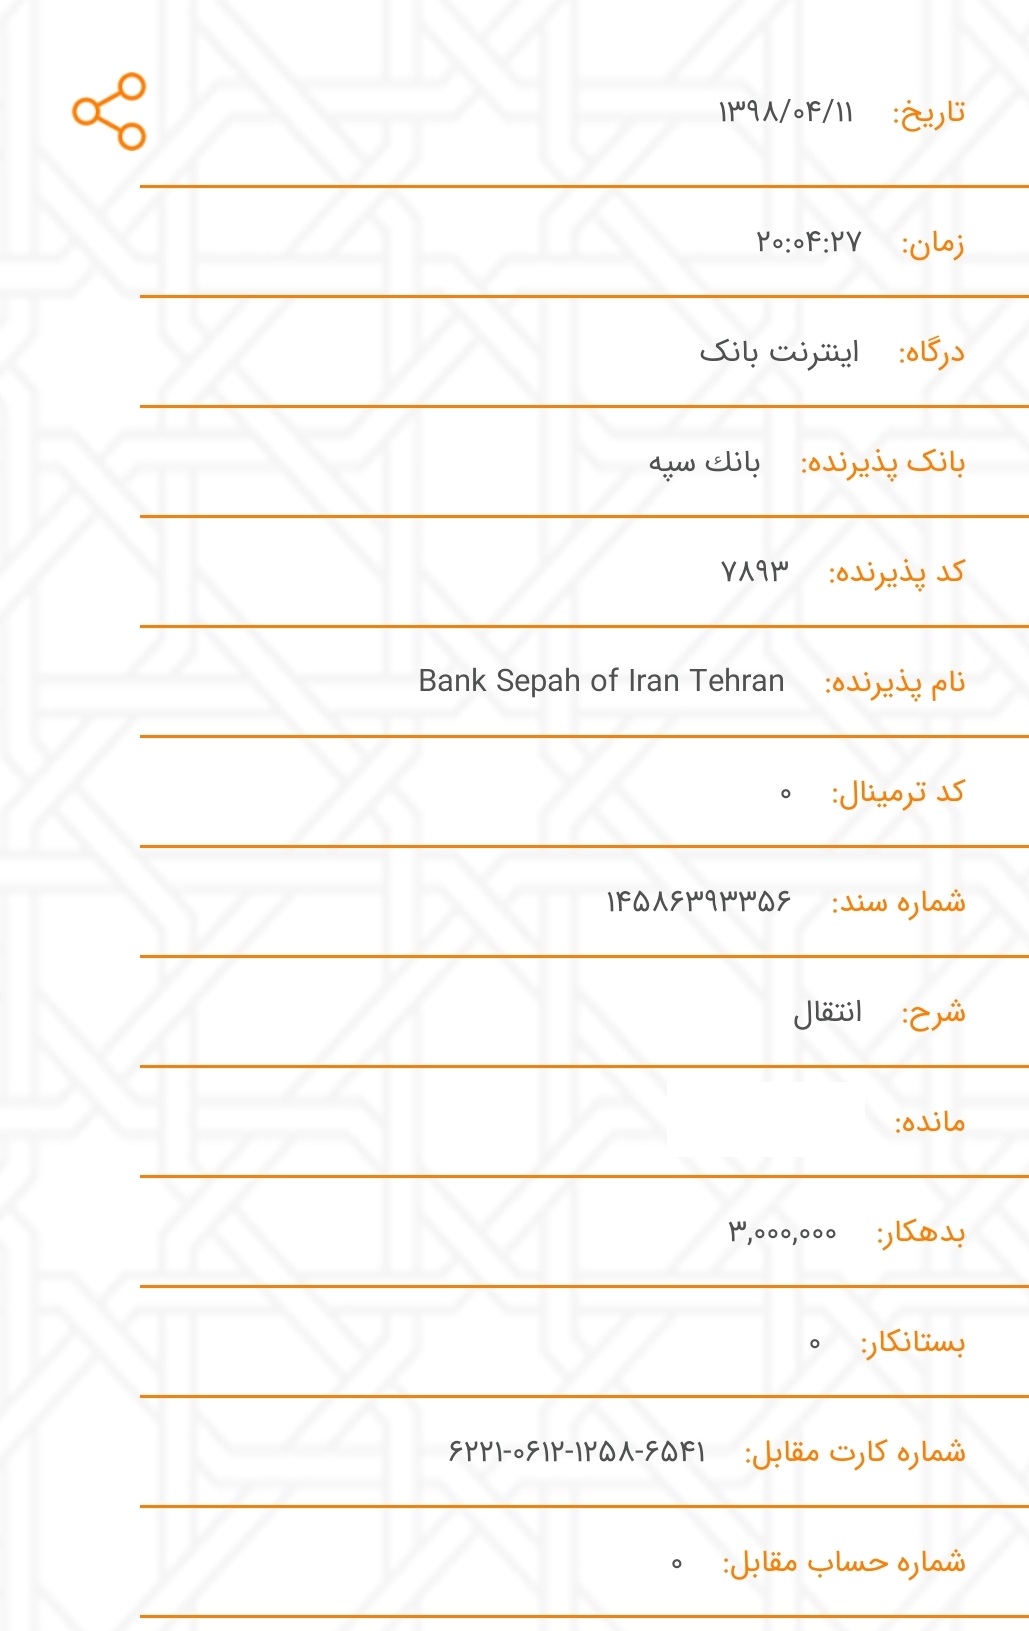 تاریخ: ۱۳۹۸/۰۴/۱۱
زمان: ۲۰:۰۴:۲۷
درگاه: اینترنت بانک
بانک پذیرنده: بانك سپه
کد پذیرنده: ۷۸۹۳
نام پذیرنده: Bank Sepah of Iran Tehran
کد ترمینال: ۰
شماره سند: ۱۴۵۸۶۳۹۳۳۵۶
شرح: انتقال
مانده:
بدهکار: ۳,۰۰۰,۰۰۰
بستانکار: ۰
شماره کارت مقابل: ۶۲۲۱-۰۶۱۲-۱۲۵۸-۶۵۴۱
شماره حساب مقابل: ۰